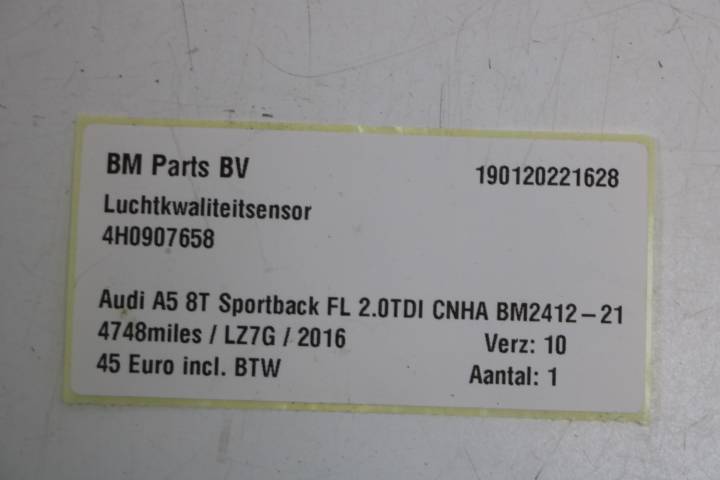 BM Parts BV 190120221628
Luchtkwaliteitsensor
4H0907658
Audi A5 8T Sportback FL 2.0TDI CNHA BM2412-21
4748miles / LZ7G / 2016 Verz: 10
45 Euro incl. BTW Aantal: 1